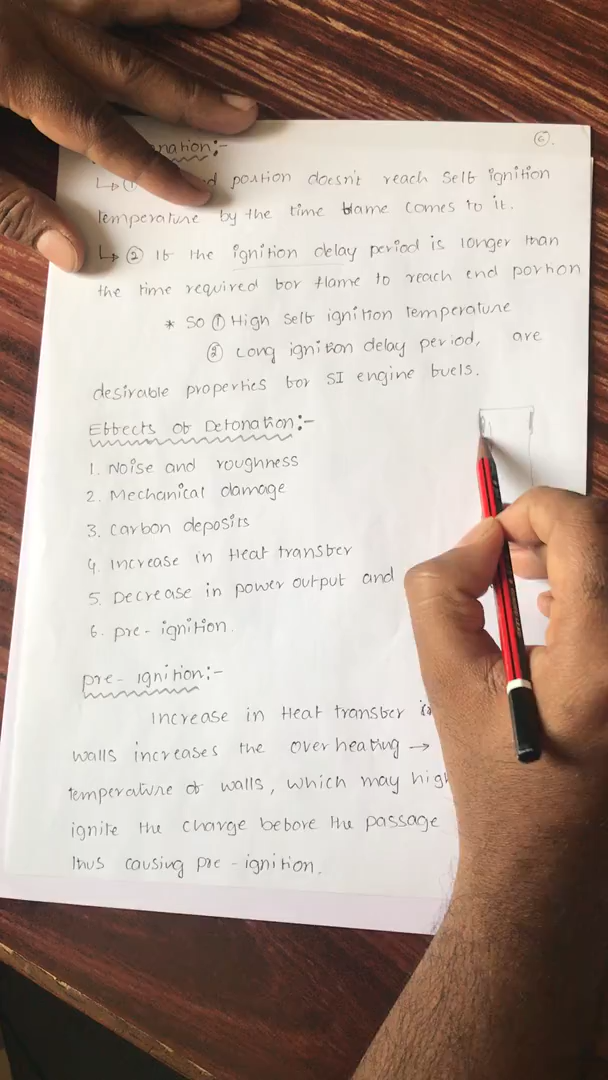 nation:-
6.
↳ ① d portion doesn't reach self ignition
temperature by the time flame comes to it.
↳ ② If the ignition delay period is longer than
the time required for flame to reach end portion
* SO ① High self ignition temperature
② Long ignition delay period, are
desirable properties for SI engine fuels.
Effects of Detonation:-
1. Noise and roughness
2. Mechanical damage
3. Carbon deposits
4. Increase in Heat transfer
5. Decrease in power output and
6. pre-ignition.
pre-ignition:-
Increase in Heat transfer
walls increases the over heating →
temperature of walls, which may hig
ignite the charge before the passage
thus causing pre-ignition.